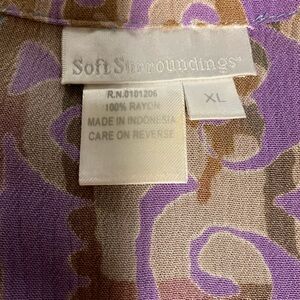 Soft Surroundings
R.N.0101206
100% RAYON
MADE IN INDONESIA
CARE ON REVERSE
XL